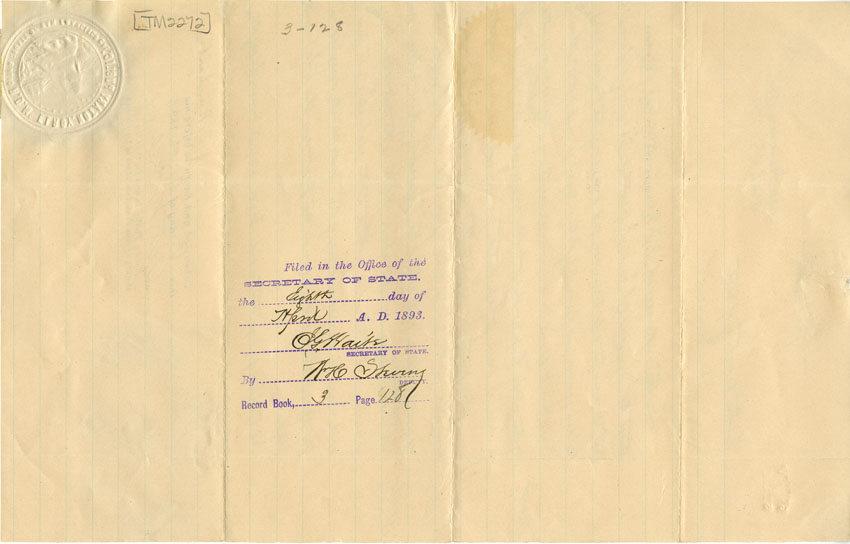 [TM2272]
3-128
Filed in the Office of the
SECRETARY OF STATE,
the Eighth day of
April A. D. 1893.
E G Waite
SECRETARY OF STATE.
By
DEPUTY.
Record Book, 3 Page. 128